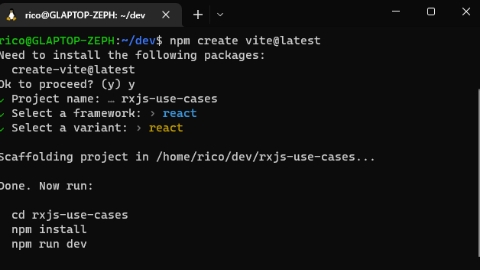 rico@GLAPTOP-ZEPH: ~/dev
rico@GLAPTOP-ZEPH:~/dev$ npm create vite@latest
Need to install the following packages:
  create-vite@latest
Ok to proceed? (y) y
✓ Project name: … rxjs-use-cases
✓ Select a framework: › react
✓ Select a variant: › react

Scaffolding project in /home/rico/dev/rxjs-use-cases...

Done. Now run:

  cd rxjs-use-cases
  npm install
  npm run dev